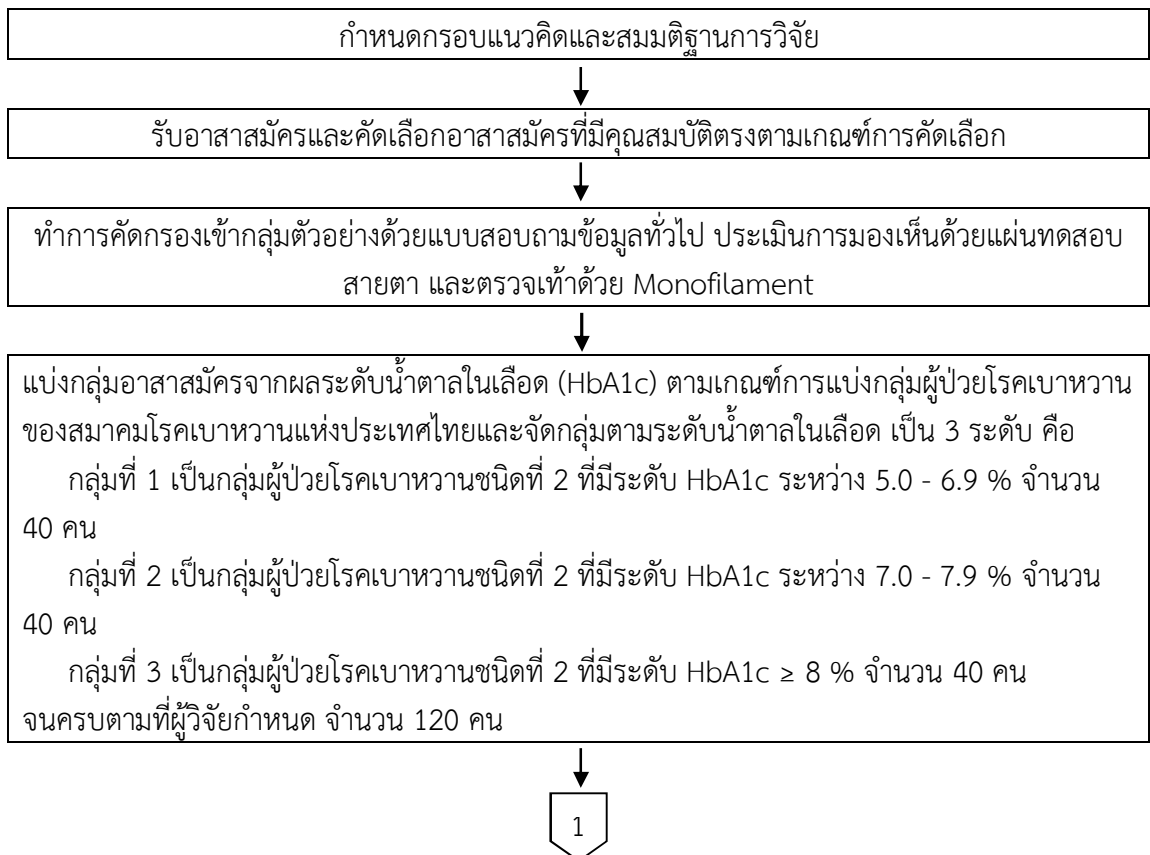 กำหนดกรอบแนวคิดและสมมติฐานการวิจัย
รับอาสาสมัครและคัดเลือกอาสาสมัครที่มีคุณสมบัติตรงตามเกณฑ์การคัดเลือก
ทำการคัดกรองเข้ากลุ่มตัวอย่างด้วยแบบสอบถามข้อมูลทั่วไป ประเมินการมองเห็นด้วยแผ่นทดสอบ
สายตา และตรวจเท้าด้วย Monofilament
แบ่งกลุ่มอาสาสมัครจากผลระดับน้ำตาลในเลือด (HbA1c) ตามเกณฑ์การแบ่งกลุ่มผู้ป่วยโรคเบาหวาน
ของสมาคมโรคเบาหวานแห่งประเทศไทยและจัดกลุ่มตามระดับน้ำตาลในเลือด เป็น 3 ระดับ คือ
กลุ่มที่ 1 เป็นกลุ่มผู้ป่วยโรคเบาหวานชนิดที่ 2 ที่มีระดับ HbA1c ระหว่าง 5.0 - 6.9 % จำนวน
40 คน
กลุ่มที่ 2 เป็นกลุ่มผู้ป่วยโรคเบาหวานชนิดที่ 2 ที่มีระดับ HbA1c ระหว่าง 7.0 - 7.9 % จำนวน
40 คน
กลุ่มที่ 3 เป็นกลุ่มผู้ป่วยโรคเบาหวานชนิดที่ 2 ที่มีระดับ HbA1c ≥ 8 % จำนวน 40 คน
จนครบตามที่ผู้วิจัยกำหนด จำนวน 120 คน
1